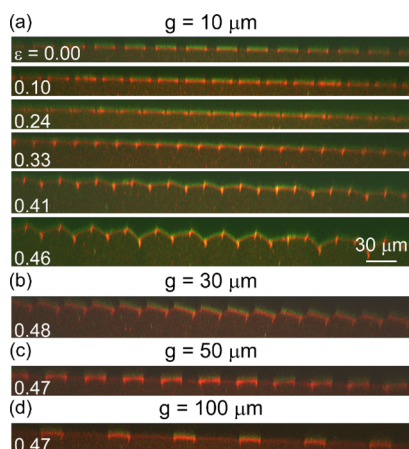 (a) g = 10 μm
ε = 0.00
0.10
0.24
0.33
0.41
0.46
30 μm
(b) g = 30 μm
0.48
(c) g = 50 μm
0.47
(d) g = 100 μm
0.47